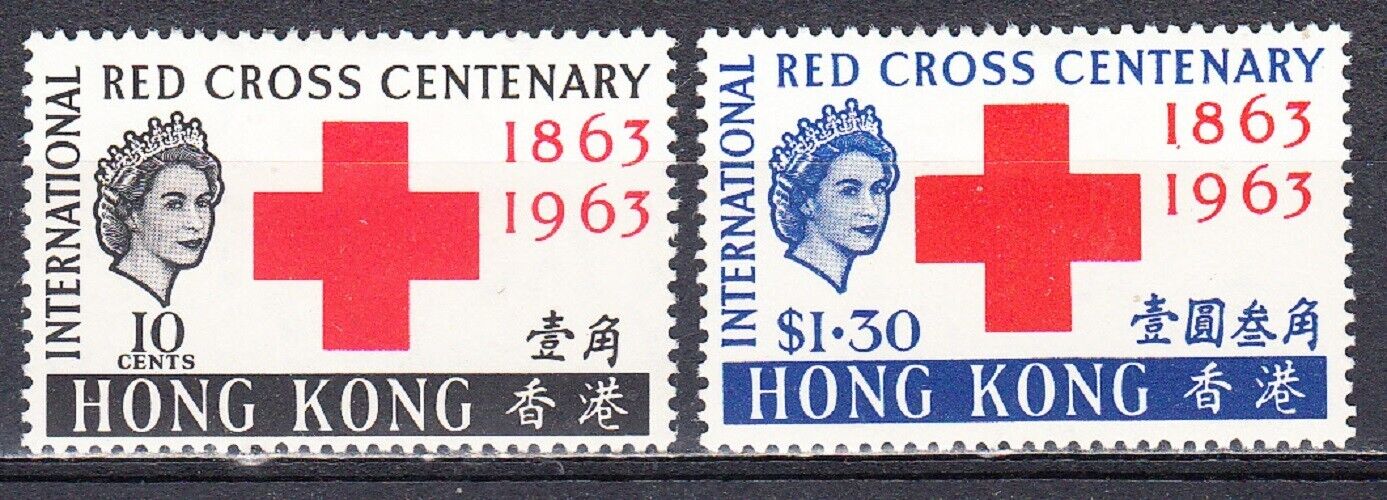 INTERNATIONAL
RED CROSS CENTENARY
1863
1963
10
CENTS
壹角
HONG KONG 香港
INTERNATIONAL
RED CROSS CENTENARY
1863
1963
$1·30
壹圓叁角
HONG KONG 香港